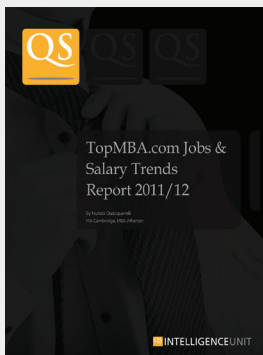 QS
TopMBA.com Jobs &
Salary Trends
Report 2011/12
By Nunzio Quacquarelli
MA Cambridge, MBA Wharton
QS INTELLIGENCEUNIT